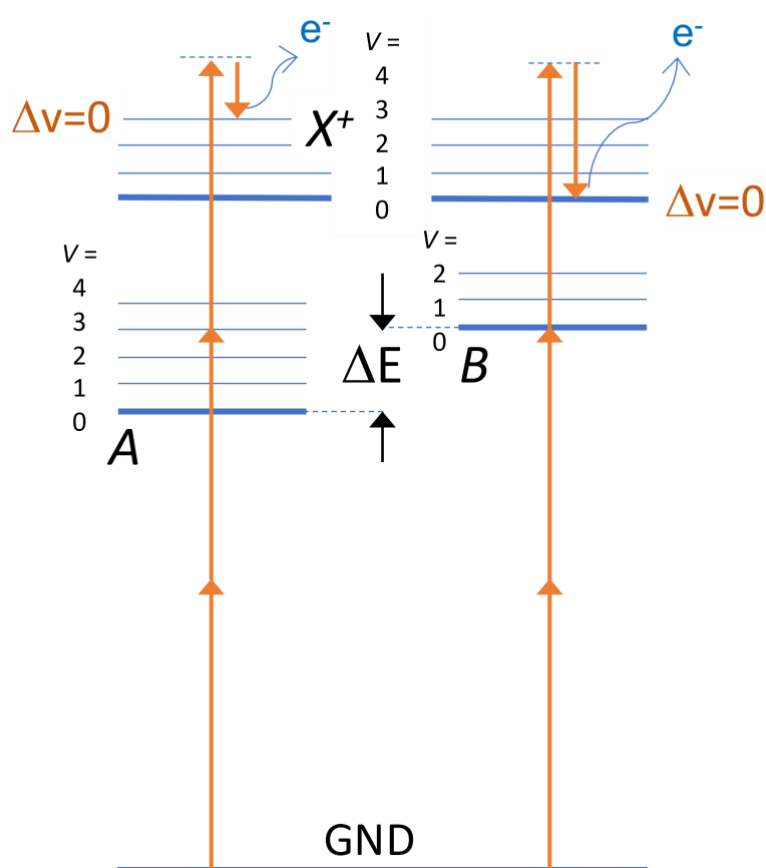 e-
V =
4
3
2
1
0
X+
Δv=0
e-
Δv=0
V =
4
3
2
1
0
A
ΔE
V =
2
1
0
B
GND